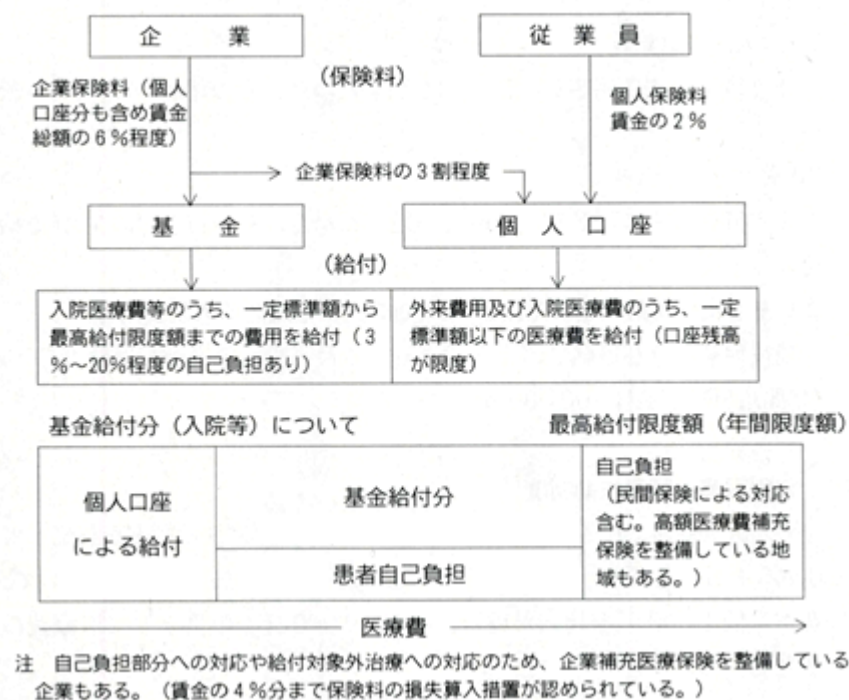 企業
従業員
(保険料)
企業保険料（個人
口座分も含め賃金
総額の６％程度）
個人保険料
賃金の２％
企業保険料の３割程度
基金
個人口座
(給付)
入院医療費等のうち、一定標準額から
最高給付限度額までの費用を給付（３
％～20％程度の自己負担あり）
外来費用及び入院医療費のうち、一定
標準額以下の医療費を給付（口座残高
が限度）
基金給付分（入院等）について
最高給付限度額（年間限度額）
個人口座
による給付
基金給付分
患者自己負担
自己負担
（民間保険による対応
含む。高額医療費補充
保険を整備している地
域もある。）
医療費
注　自己負担部分への対応や給付対象外治療への対応のため、企業補充医療保険を整備している
企業もある。（賃金の４％分まで保険料の損失算入措置が認められている。）